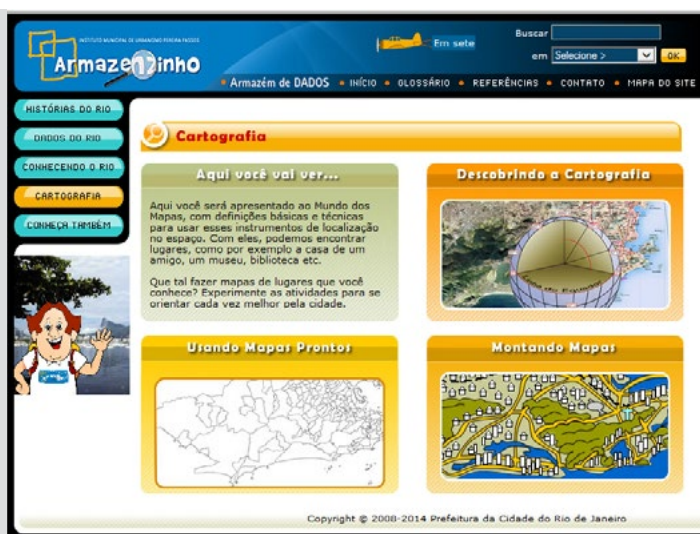 INSTITUTO MUNICIPAL DE URBANISMO PEREIRA PASSOS
Armazenzinho
Em sete
Buscar
em Selecione > OK
Armazém de DADOS INÍCIO GLOSSÁRIO REFERÊNCIAS CONTATO MAPA DO SITE
HISTÓRIAS DO RIO
DADOS DO RIO
CONHECENDO O RIO
CARTOGRAFIA
CONHEÇA TAMBÉM
Cartografia
Aqui você vai ver...
Aqui você será apresentado ao Mundo dos
Mapas, com definições básicas e técnicas
para usar esses instrumentos de localização
no espaço. Com eles, podemos encontrar
lugares, como por exemplo a casa de um
amigo, um museu, biblioteca etc.
Que tal fazer mapas de lugares que você
conhece? Experimente as atividades para se
orientar cada vez melhor pela cidade.
Descobrindo a Cartografia
Usando Mapas Prontos
Montando Mapas
Copyright © 2008-2014 Prefeitura da Cidade do Rio de Janeiro